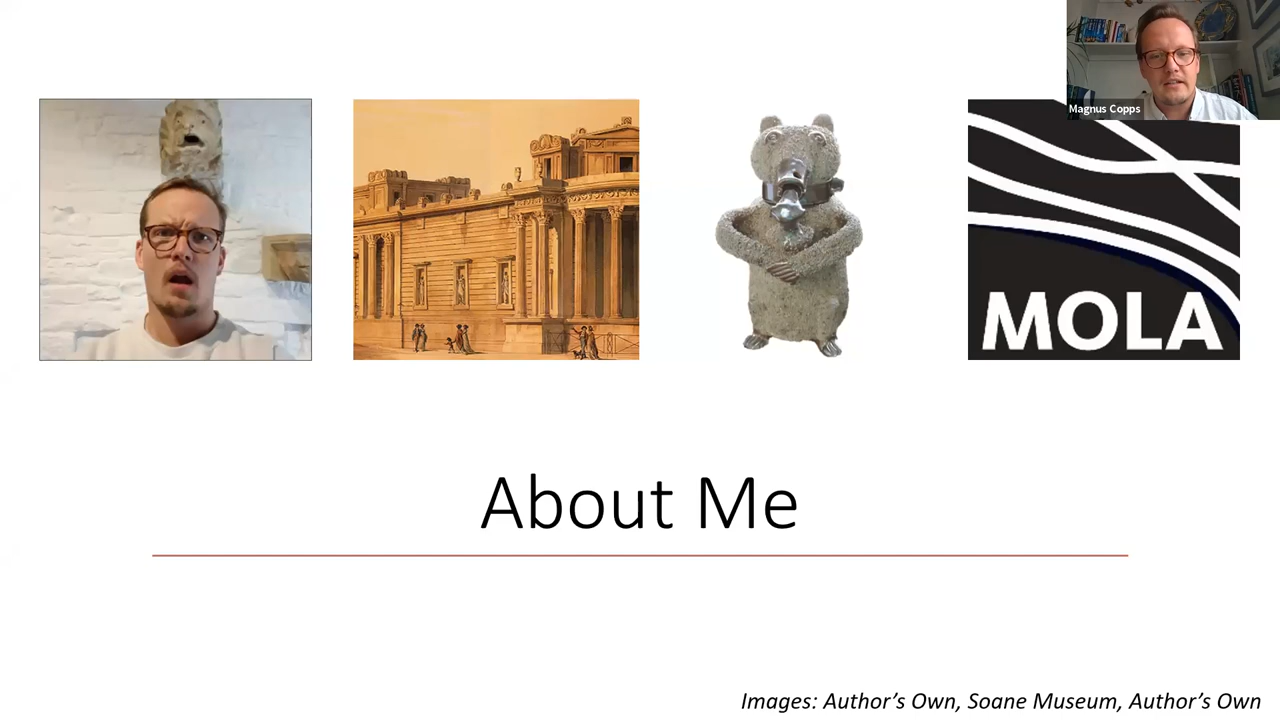 Magnus Copps
MOLA
About Me
Images: Author’s Own, Soane Museum, Author’s Own